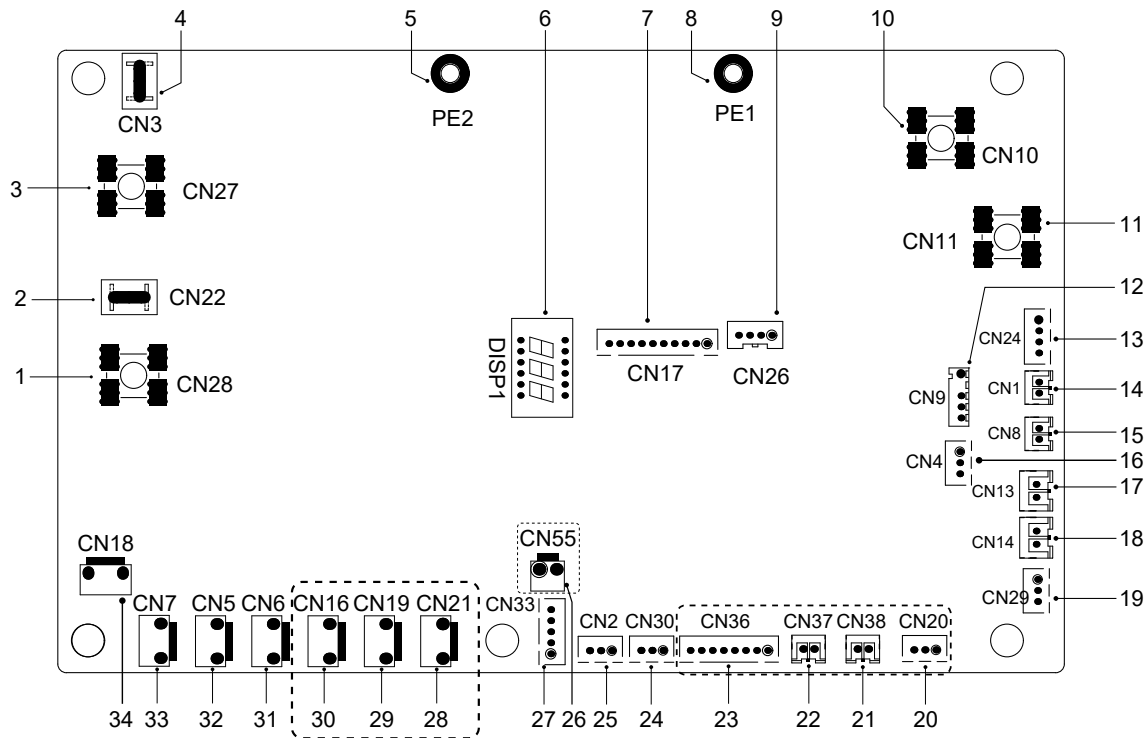 4 5 6 7 8 9 10
CN3 PE2 PE1
CN10
3 CN27
CN11 11
2 CN22
12
CN24 13
DISP1
CN17 CN26
1 CN28
CN9 CN1 14
CN8 15
CN4 16
CN13 17
CN14 18
CN18 CN55
CN29 19
CN7 CN5 CN6 CN16 CN19 CN21 CN33 CN2 CN30 CN36 CN37 CN38 CN20
34 33 32 31 30 29 28 27 26 25 24 23 22 21 20